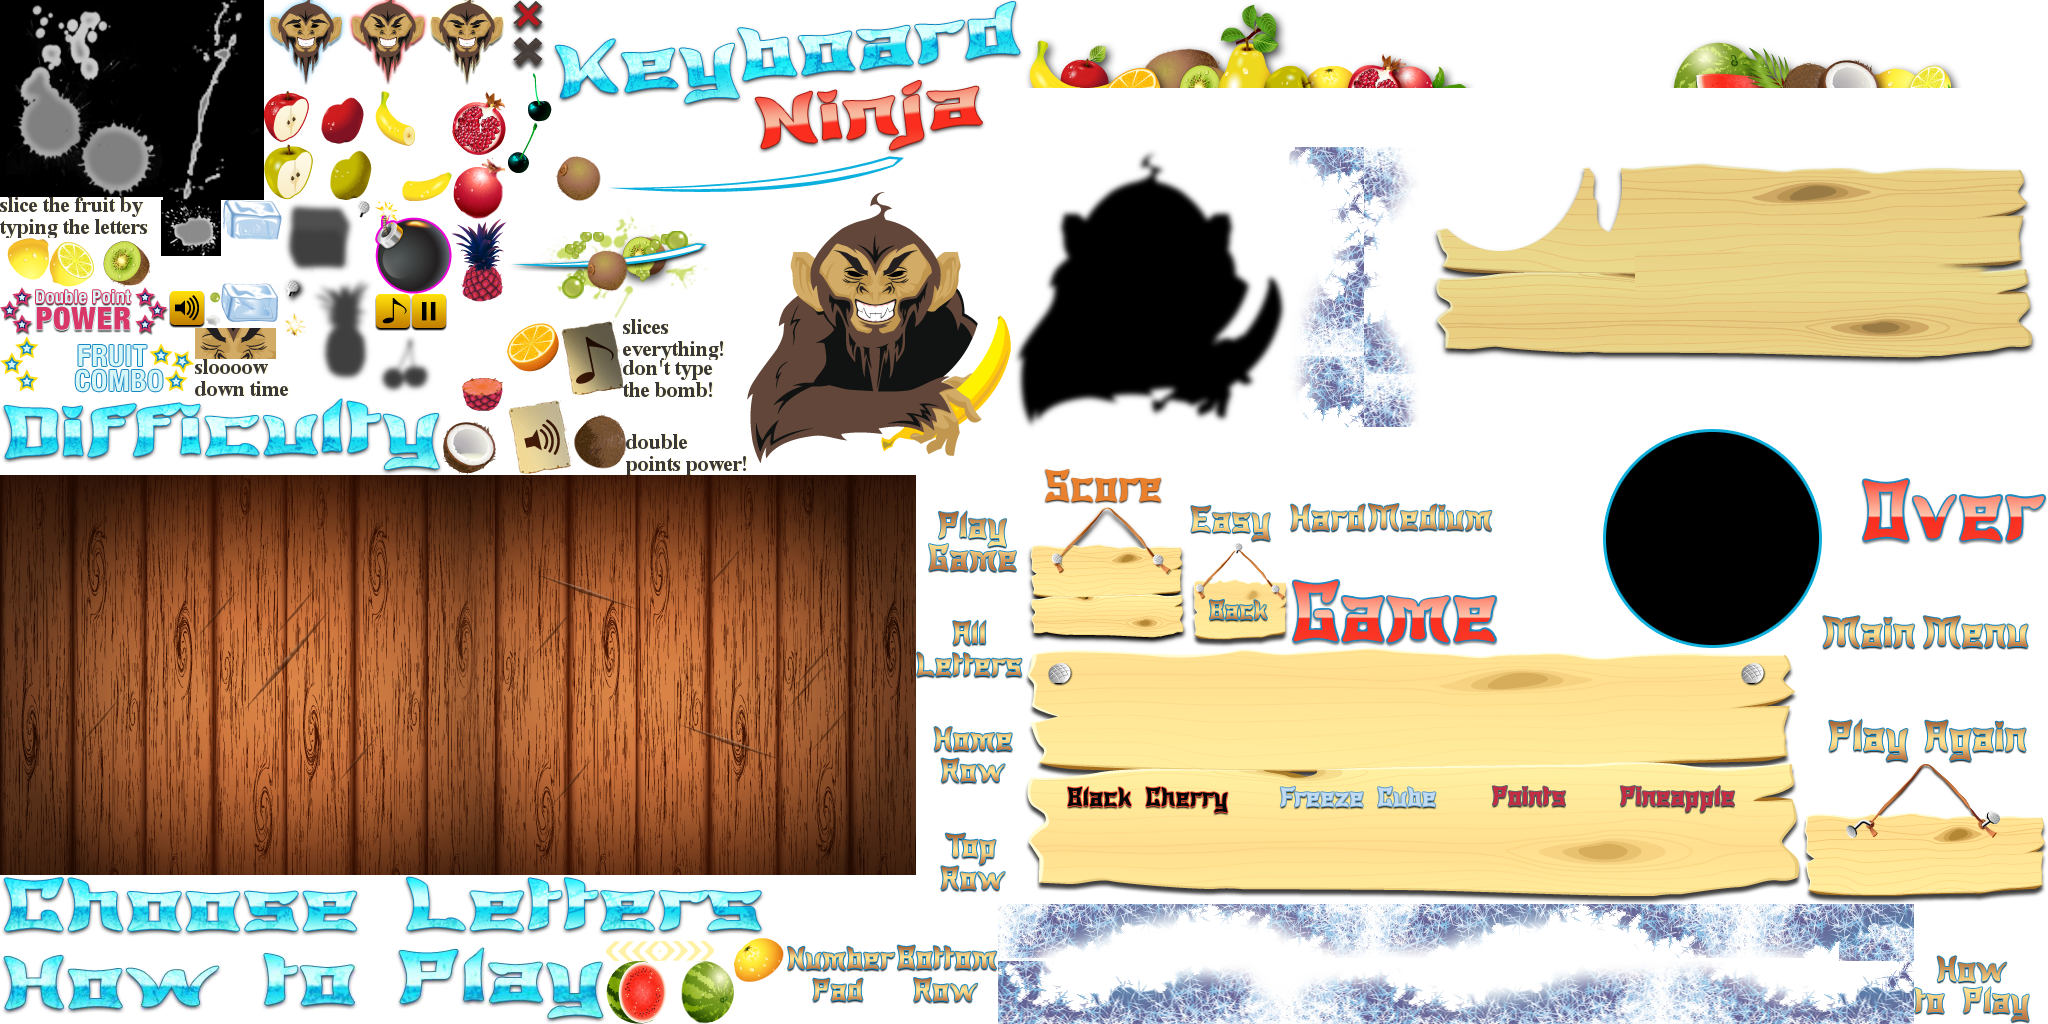 Keyboard
Ninja
slice the fruit by
typing the letters
Double Point
POWER
FRUIT
COMBO
sloooow
down time
slices
everything!
don't type
the bomb!
double
points power!
Difficulty
Score
Play
Game
Easy
Hard
Medium
Over
Back
Game
All
Letters
Main Menu
Home
Row
Play Again
Black Cherry
Freeze Cube
Points
Pineapple
Top
Row
Choose Letters
How to Play
Number
Pad
Bottom
Row
How
to Play